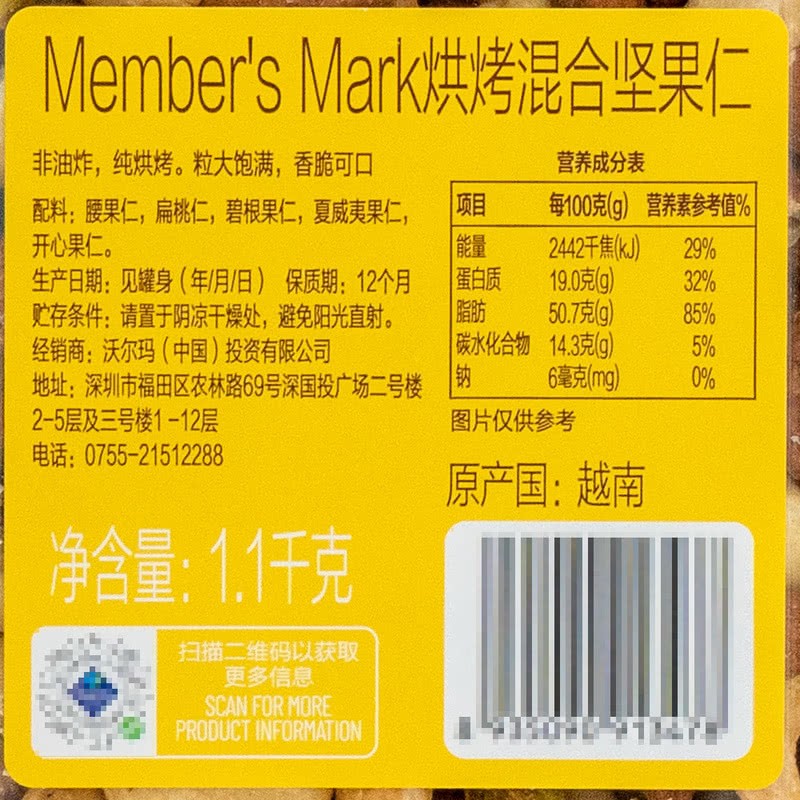 Member's Mark烘烤混合坚果仁
非油炸，纯烘烤。粒大饱满，香脆可口
配料：腰果仁，扁桃仁，碧根果仁，夏威夷果仁，
开心果仁。
生产日期：见罐身（年/月/日） 保质期：12个月
贮存条件：请置于阴凉干燥处，避免阳光直射。
经销商：沃尔玛（中国）投资有限公司
地址：深圳市福田区农林路69号深国投广场二号楼
2-5层及三号楼1-12层
电话：0755-21512288
营养成分表
项目 每100克(g) 营养素参考值%
能量 2442千焦(kJ) 29%
蛋白质 19.0克(g) 32%
脂肪 50.7克(g) 85%
碳水化合物 14.3克(g) 5%
钠 6毫克(mg) 0%
图片仅供参考
原产国：越南
净含量：1.1千克
扫描二维码以获取
更多信息
SCAN FOR MORE
PRODUCT INFORMATION